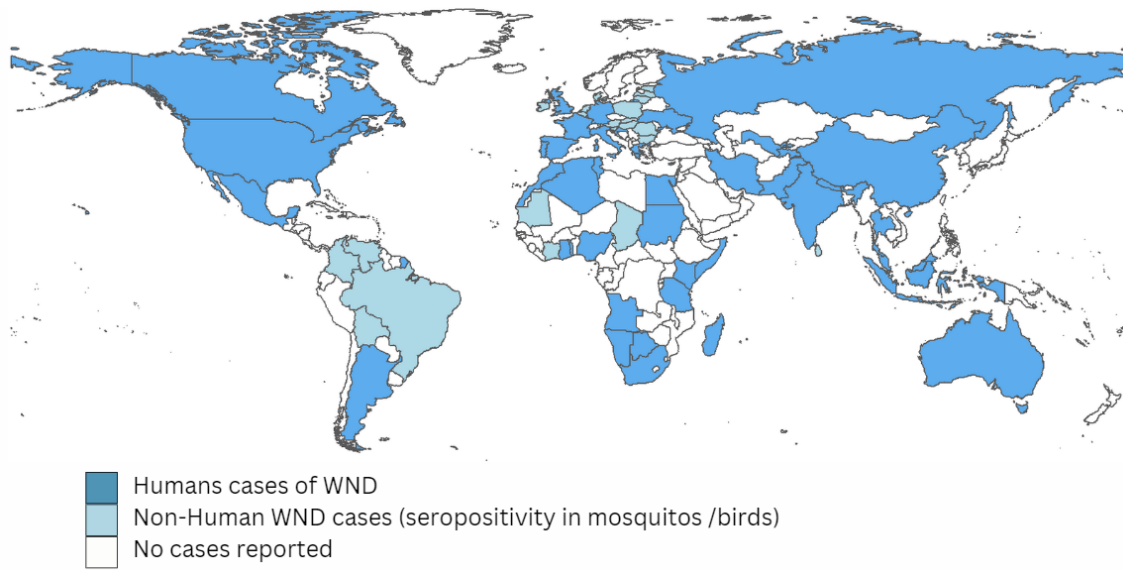 Humans cases of WND
Non-Human WND cases (seropositivity in mosquitos /birds)
No cases reported